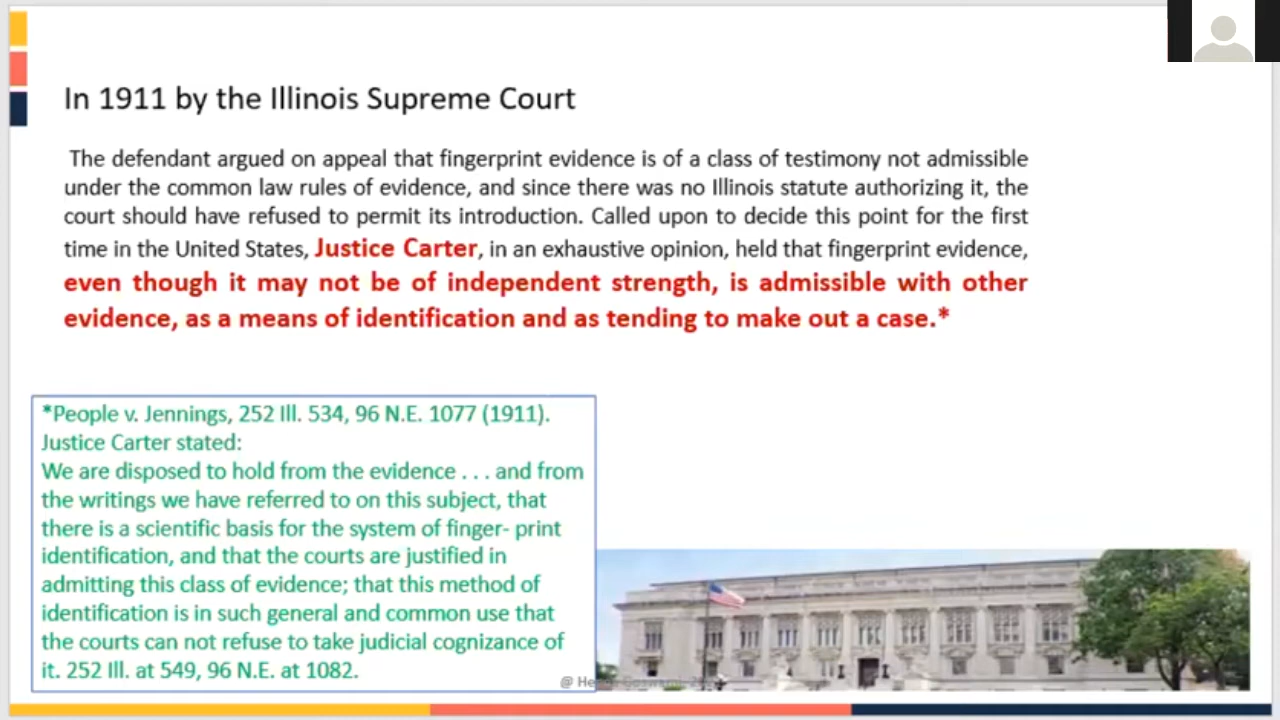 In 1911 by the Illinois Supreme Court
The defendant argued on appeal that fingerprint evidence is of a class of testimony not admissible
under the common law rules of evidence, and since there was no Illinois statute authorizing it, the
court should have refused to permit its introduction. Called upon to decide this point for the first
time in the United States, Justice Carter, in an exhaustive opinion, held that fingerprint evidence,
even though it may not be of independent strength, is admissible with other
evidence, as a means of identification and as tending to make out a case.*
*People v. Jennings, 252 Ill. 534, 96 N.E. 1077 (1911).
Justice Carter stated:
We are disposed to hold from the evidence . . . and from
the writings we have referred to on this subject, that
there is a scientific basis for the system of finger- print
identification, and that the courts are justified in
admitting this class of evidence; that this method of
identification is in such general and common use that
the courts can not refuse to take judicial cognizance of
it. 252 Ill. at 549, 96 N.E. at 1082.
@